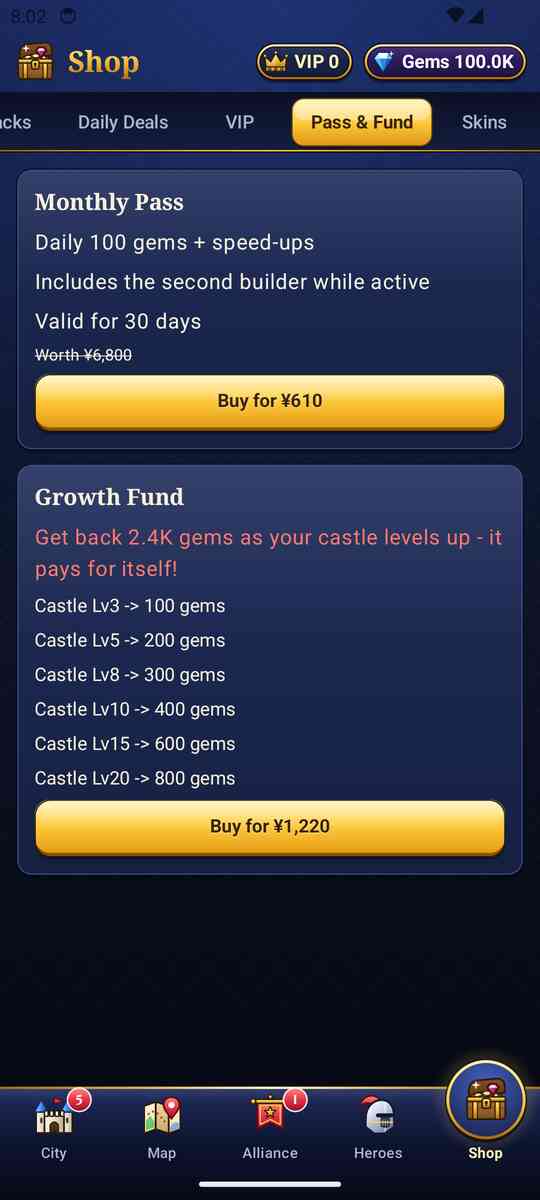 8:02
Shop
VIP 0
Gems 100.0K
cks
Daily Deals
VIP
Pass & Fund
Skins
Monthly Pass
Daily 100 gems + speed-ups
Includes the second builder while active
Valid for 30 days
Worth ¥6,800
Buy for ¥610
Growth Fund
Get back 2.4K gems as your castle levels up - it
pays for itself!
Castle Lv3 -> 100 gems
Castle Lv5 -> 200 gems
Castle Lv8 -> 300 gems
Castle Lv10 -> 400 gems
Castle Lv15 -> 600 gems
Castle Lv20 -> 800 gems
Buy for ¥1,220
5
1
City
Map
Alliance
Heroes
Shop